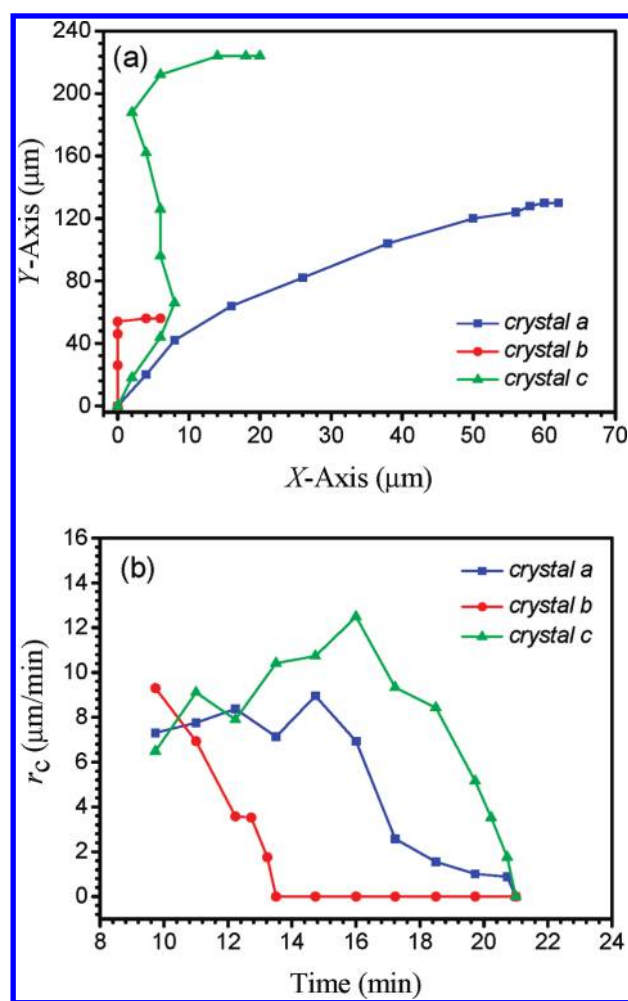 (a)
240
200
160
120
80
40
0
Y-Axis (μm)
crystal a
crystal b
crystal c
0 10 20 30 40 50 60 70
X-Axis (μm)
(b)
16
14
12
10
8
6
4
2
0
rC (μm/min)
crystal a
crystal b
crystal c
8 10 12 14 16 18 20 22 24
Time (min)